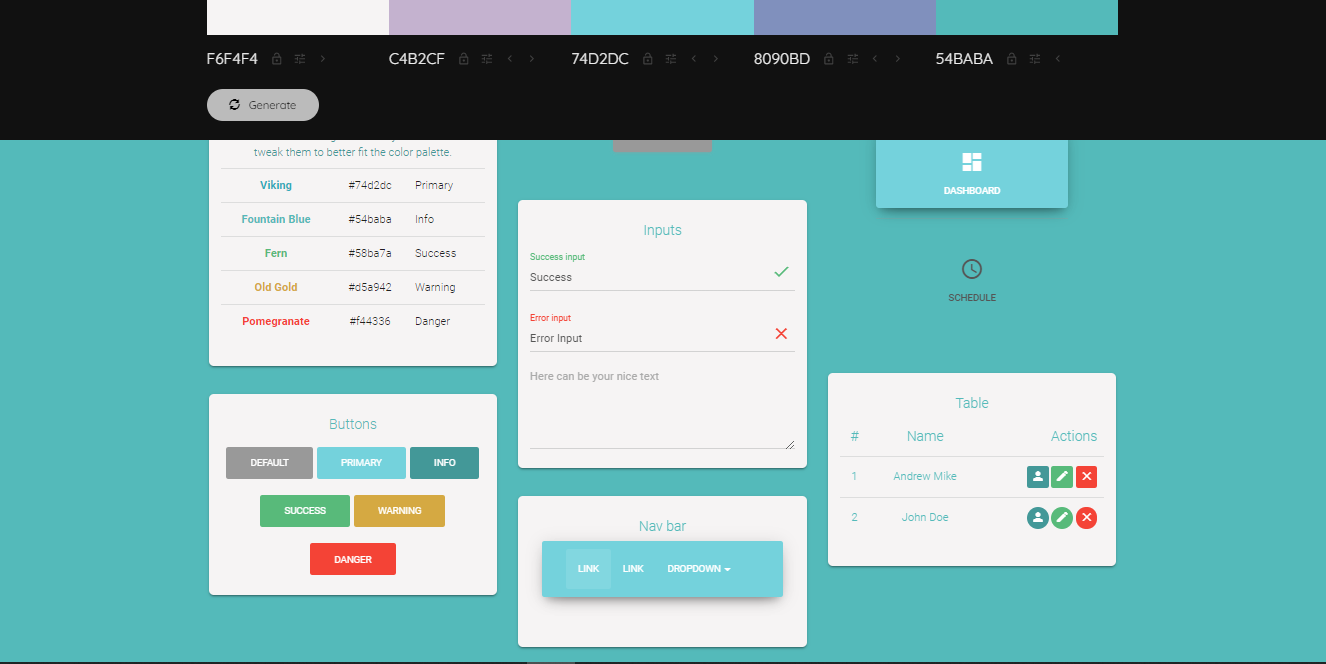 F6F4F4
C4B2CF
74D2DC
8090BD
54BABA
Generate
tweak them to better fit the color palette.
Viking #74d2dc Primary
Fountain Blue #54baba Info
Fern #58ba7a Success
Old Gold #d5a942 Warning
Pomegranate #f44336 Danger
Buttons
DEFAULT
PRIMARY
INFO
SUCCESS
WARNING
DANGER
Inputs
Success input
Success
Error input
Error Input
Here can be your nice text
Nav bar
LINK
LINK
DROPDOWN
DASHBOARD
SCHEDULE
Table
# Name Actions
1 Andrew Mike
2 John Doe